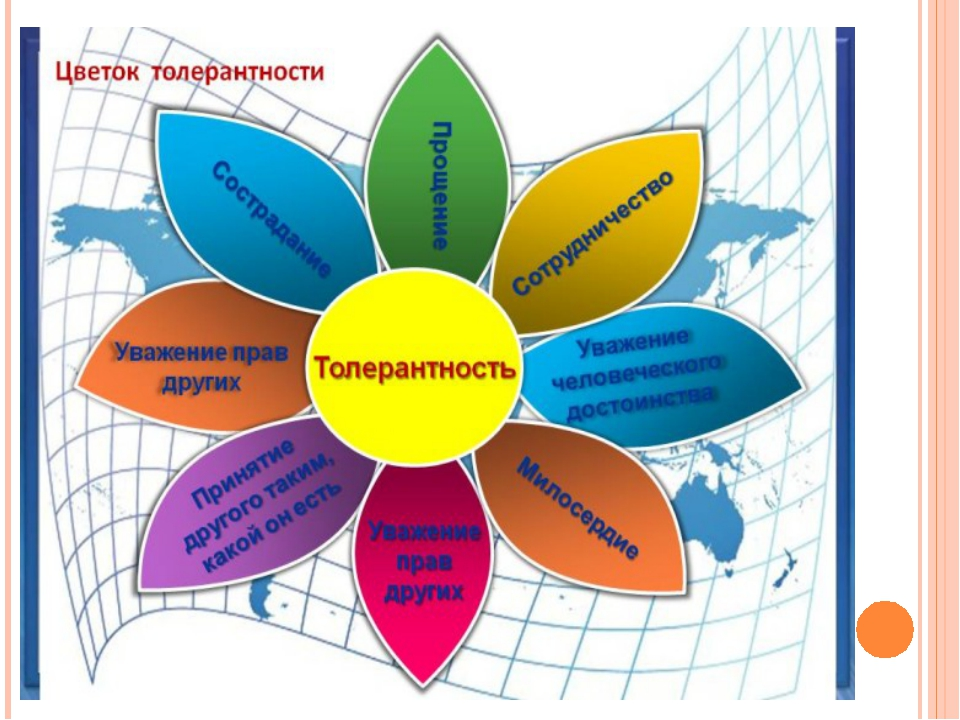 Цветок толерантности
Прощение
Сострадание
Сотрудничество
Уважение прав
других
Толерантность
Уважение
человеческого
достоинства
Принятие
другого таким,
какой он есть
Уважение
прав
других
Милосердие